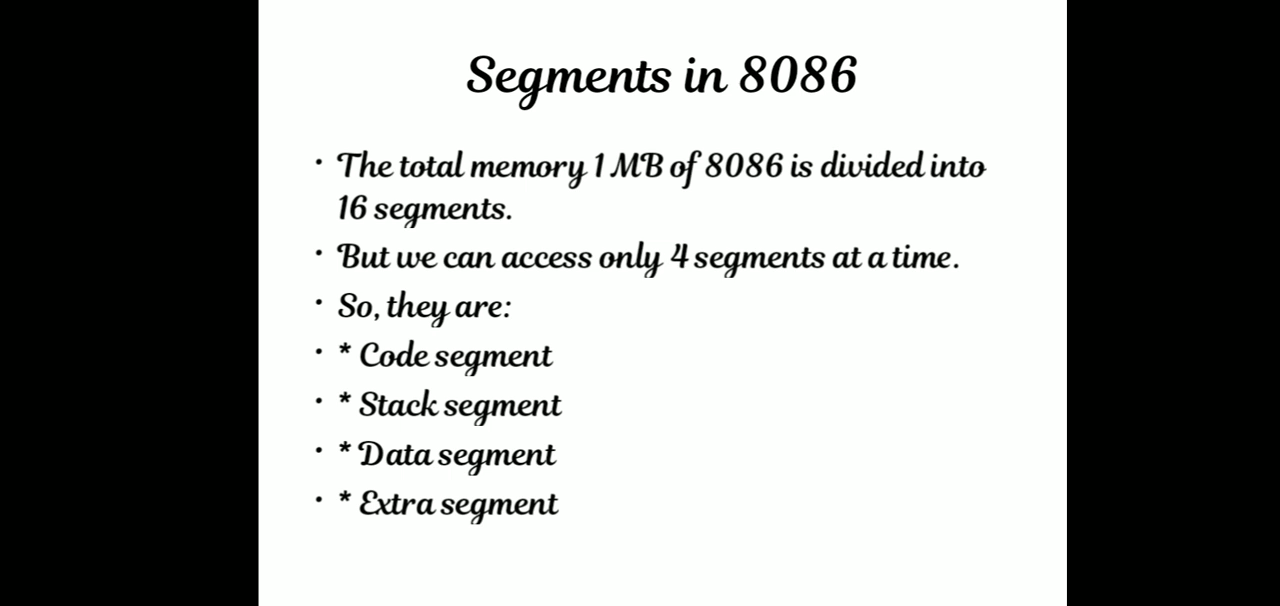 Segments in 8086
• The total memory 1 MB of 8086 is divided into
16 segments.
• But we can access only 4 segments at a time.
• So, they are:
• * Code segment
• * Stack segment
• * Data segment
• * Extra segment